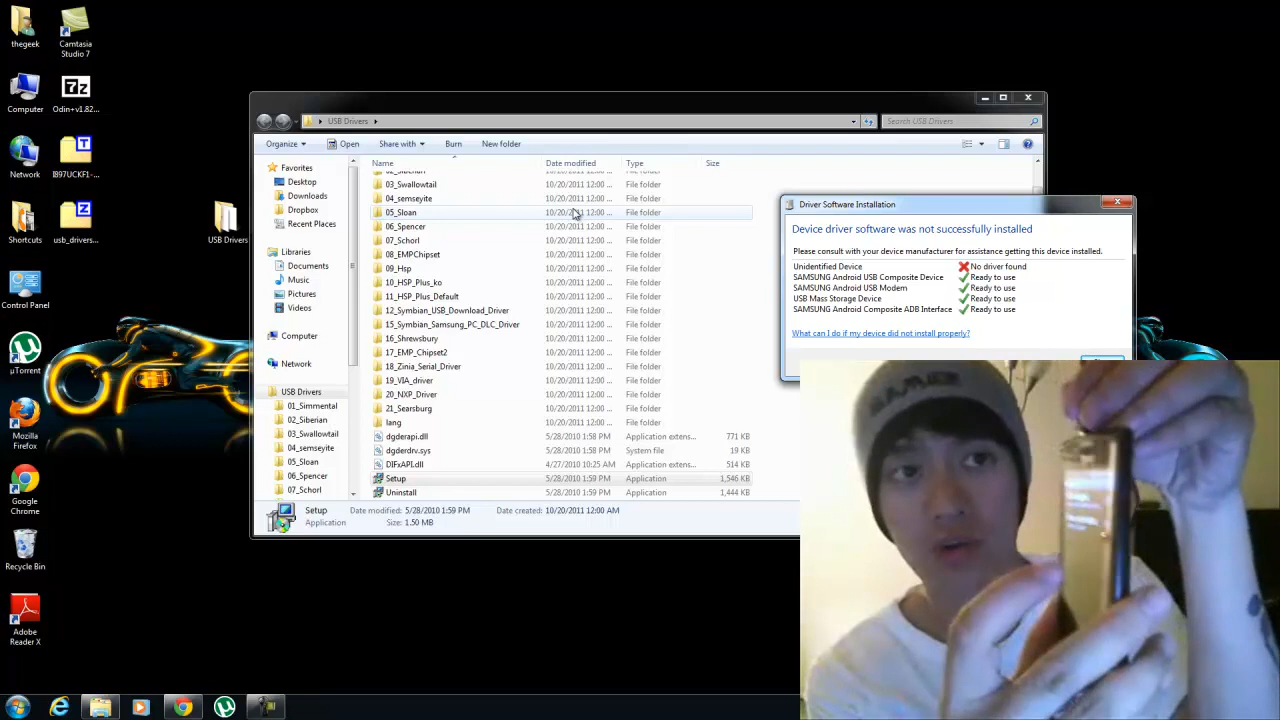 thegeek
Camtasia Studio 7
Computer
Odin+v1.82...
Network
I897UCKF1-...
Shortcuts
usb_drivers...
USB Drivers
Control Panel
µTorrent
Mozilla Firefox
Google Chrome
Recycle Bin
Adobe Reader X
USB Drivers
Search USB Drivers
Organize Open Share with Burn New folder
Favorites
Desktop
Downloads
Dropbox
Recent Places
Libraries
Documents
Music
Pictures
Videos
Computer
Network
USB Drivers
01_Simmental
02_Siberian
03_Swallowtail
04_semseyite
05_Sloan
06_Spencer
07_Schorl
Name Date modified Type Size
02_Siberian 10/20/2011 12:00 ... File folder
03_Swallowtail 10/20/2011 12:00 ... File folder
04_semseyite 10/20/2011 12:00 ... File folder
05_Sloan 10/20/2011 12:00 ... File folder
06_Spencer 10/20/2011 12:00 ... File folder
07_Schorl 10/20/2011 12:00 ... File folder
08_EMPChipset 10/20/2011 12:00 ... File folder
09_Hsp 10/20/2011 12:00 ... File folder
10_HSP_Plus_ko 10/20/2011 12:00 ... File folder
11_HSP_Plus_Default 10/20/2011 12:00 ... File folder
12_Symbian_USB_Download_Driver 10/20/2011 12:00 ... File folder
15_Symbian_Samsung_PC_DLC_Driver 10/20/2011 12:00 ... File folder
16_Shrewsbury 10/20/2011 12:00 ... File folder
17_EMP_Chipset2 10/20/2011 12:00 ... File folder
18_Zinia_Serial_Driver 10/20/2011 12:00 ... File folder
19_VIA_driver 10/20/2011 12:00 ... File folder
20_NXP_Driver 10/20/2011 12:00 ... File folder
21_Searsburg 10/20/2011 12:00 ... File folder
lang 10/20/2011 12:00 ... File folder
dgderapi.dll 5/28/2010 1:58 PM Application extens... 771 KB
dgderdrv.sys 5/28/2010 1:59 PM System file 19 KB
DIFxAPI.dll 4/27/2010 10:25 AM Application extens... 514 KB
Setup 5/28/2010 1:59 PM Application 1,546 KB
Uninstall 5/28/2010 1:59 PM Application 1,444 KB
Setup Date modified: 5/28/2010 1:59 PM Date created: 10/20/2011 12:00 AM
Application Size: 1.50 MB
Driver Software Installation
Device driver software was not successfully installed
Please consult with your device manufacturer for assistance getting this device installed.
Unidentified Device No driver found
SAMSUNG Android USB Composite Device Ready to use
SAMSUNG Android USB Modem Ready to use
USB Mass Storage Device Ready to use
SAMSUNG Android Composite ADB Interface Ready to use
What can I do if my device did not install properly?